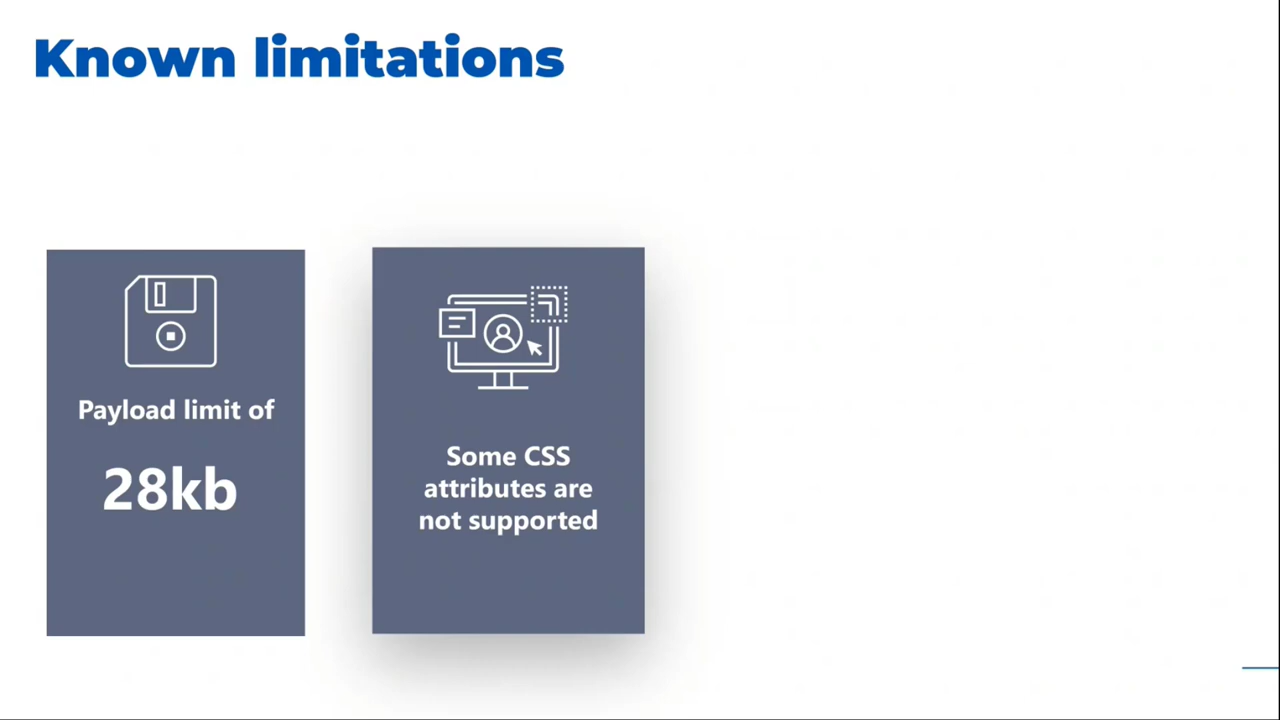 Known limitations
Payload limit of
28kb
Some CSS
attributes are
not supported